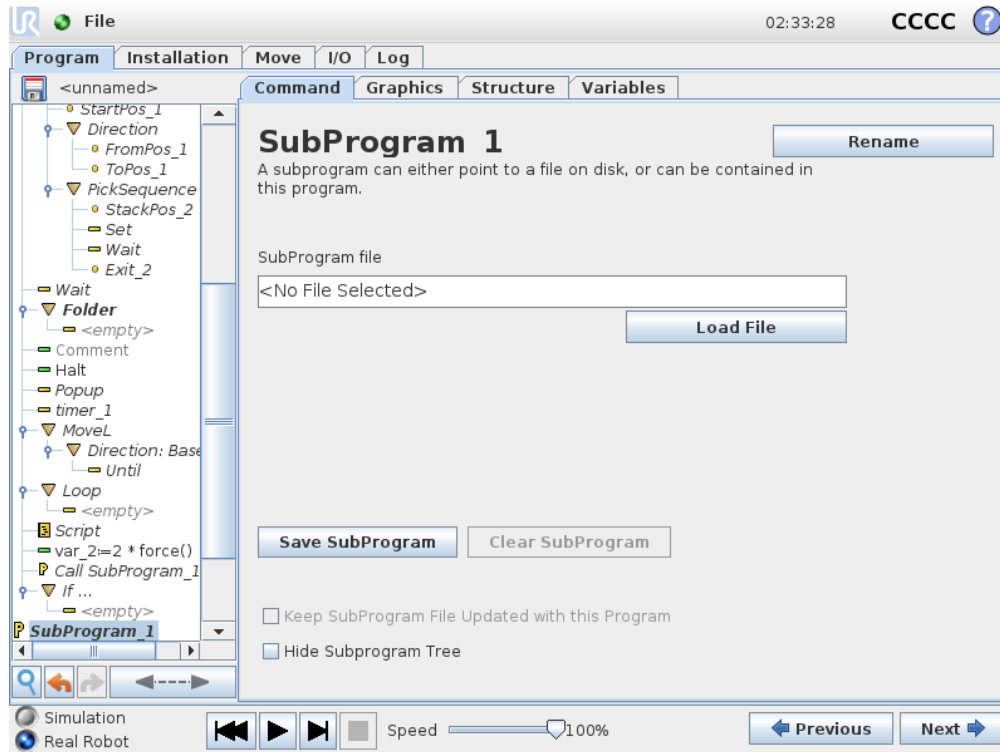 UR File 02:33:28 CCCC ?
Program Installation Move I/O Log
<unnamed> Command Graphics Structure Variables
StartPos_1
Direction
FromPos_1
ToPos_1
PickSequence
StackPos_2
Set
Wait
Exit_2
Wait
Folder
<empty>
Comment
Halt
Popup
timer_1
MoveL
Direction: Base
Until
Loop
<empty>
Script
var_2:=2 * force()
P Call SubProgram_1
If ...
<empty>
P SubProgram_1
SubProgram_1
Rename
A subprogram can either point to a file on disk, or can be contained in
this program.
SubProgram file
<No File Selected>
Load File
Save SubProgram Clear SubProgram
Keep SubProgram File Updated with this Program
Hide Subprogram Tree
Simulation
Real Robot
Speed 100%
Previous Next